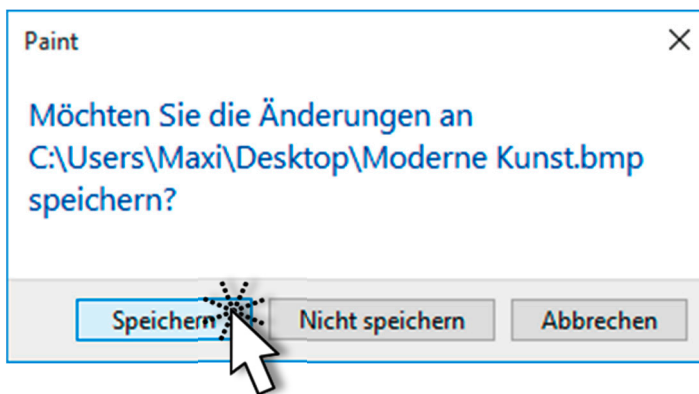 Paint
Möchten Sie die Änderungen an
C:\Users\Maxi\Desktop\Moderne Kunst.bmp
speichern?
Speichern Nicht speichern Abbrechen